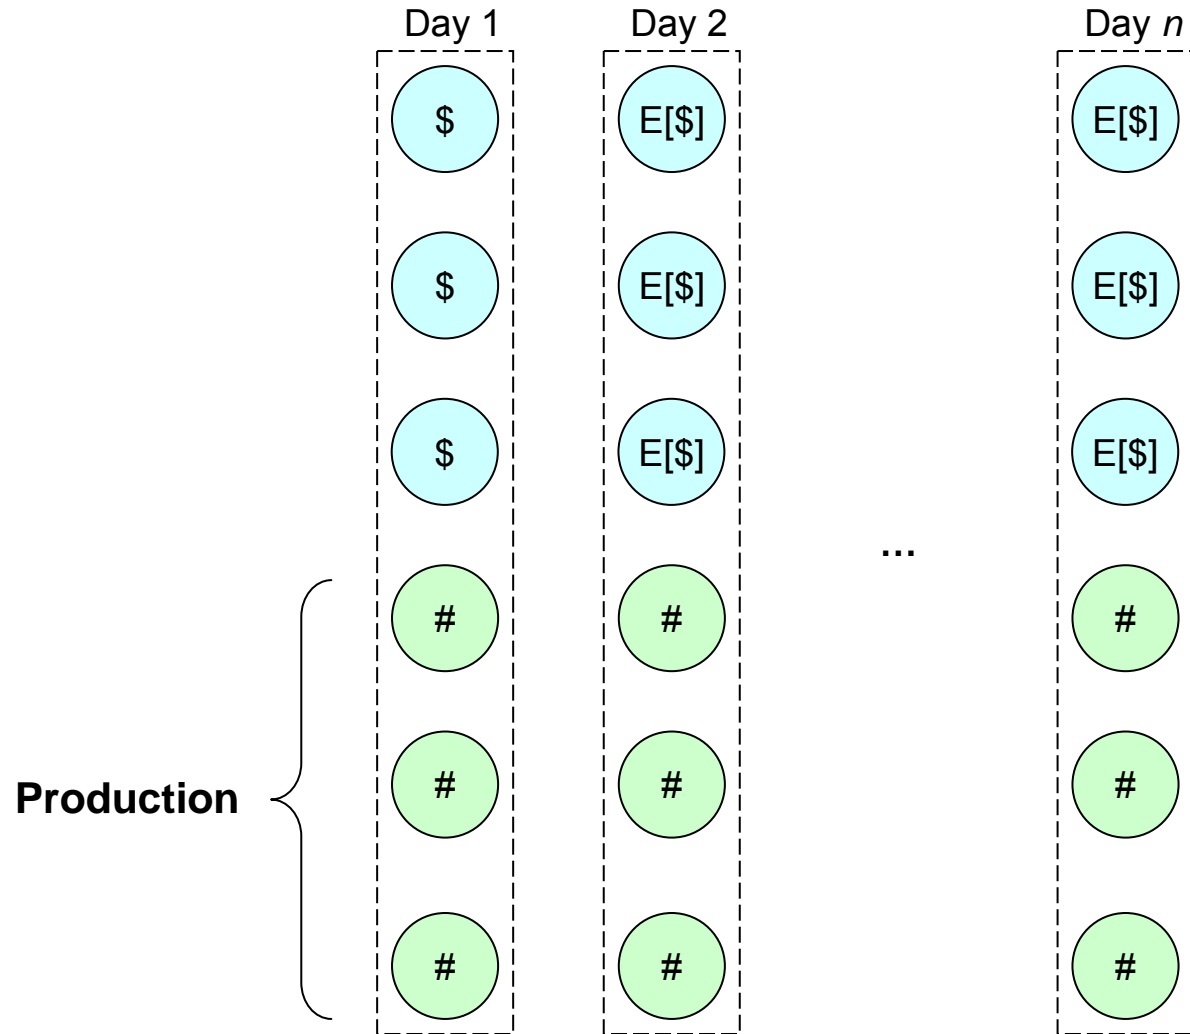 Day 1 Day 2 Day n
$ E[$] E[$]
$ E[$] E[$]
$ E[$] E[$]
...
# # #
# # #
Production
# # #